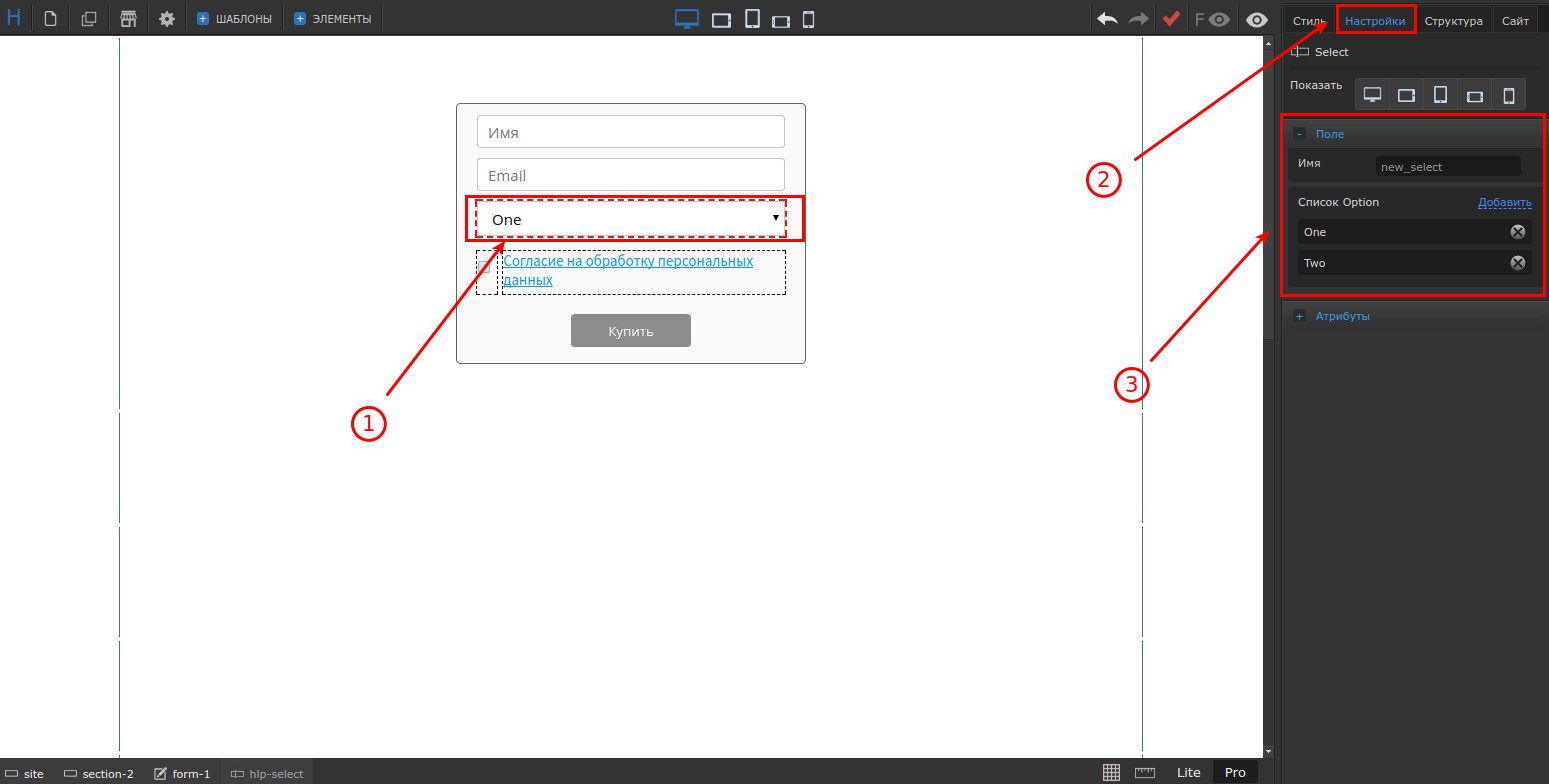 H
ШАБЛОНЫ
ЭЛЕМЕНТЫ
F
Стиль
Настройки
Структура
Сайт
Select
Показать
Поле
Имя
new_select
Список Option
Добавить
One
Two
Атрибуты
Имя
Email
One
Согласие на обработку персональных
данных
Купить
1
2
3
site
section-2
form-1
hlp-select
Lite
Pro